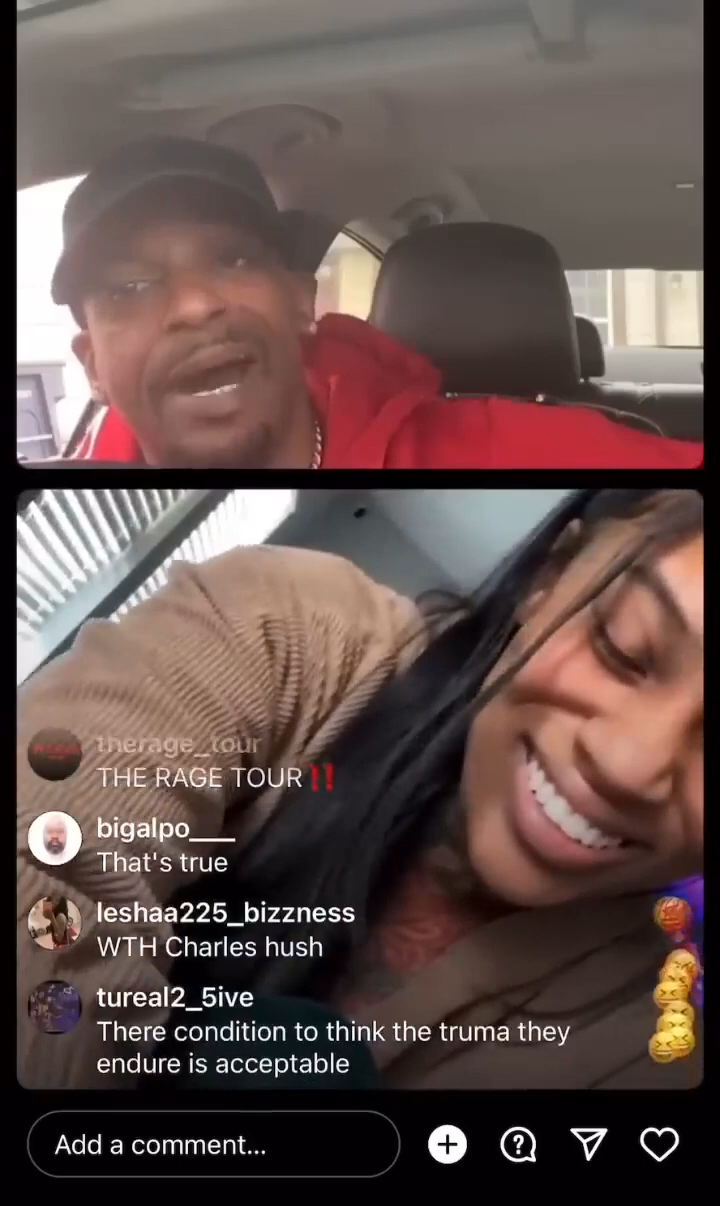 therage_tour
THE RAGE TOUR‼️
bigalpo___
That's true
leshaa225_bizzness
WTH Charles hush
tureal2_5ive
There condition to think the truma they
endure is acceptable
Add a comment...